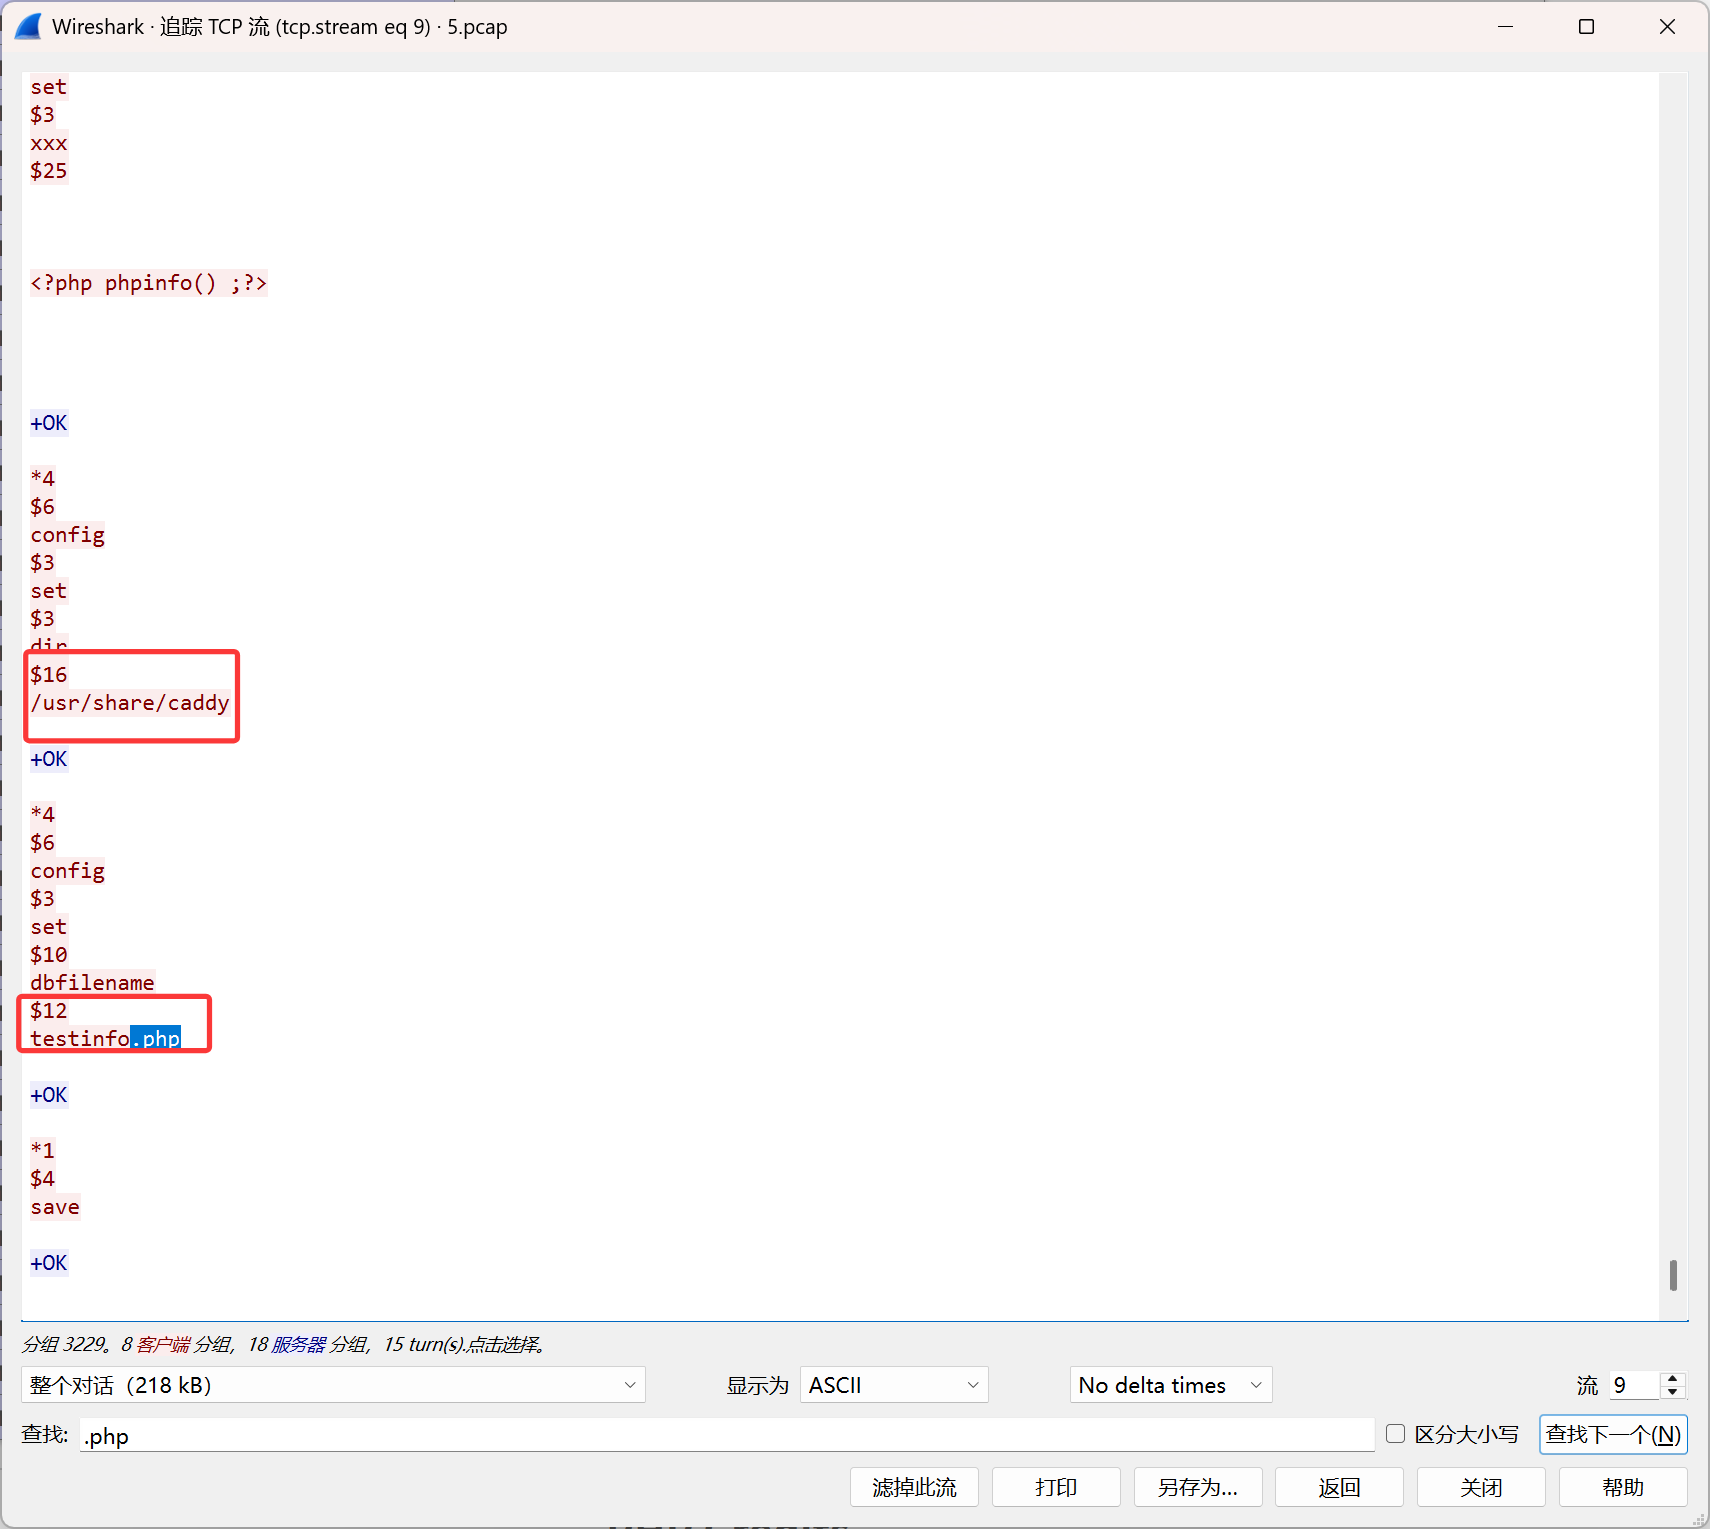 Wireshark · 追踪 TCP 流 (tcp.stream eq 9) · 5.pcap
set
$3
xxx
$25
<?php phpinfo() ;?>
+OK
*4
$6
config
$3
set
$3
dir
$16
/usr/share/caddy
+OK
*4
$6
config
$3
set
$10
dbfilename
$12
testinfo.php
+OK
*1
$4
save
+OK
分组 3229。8 客户端 分组，18 服务器 分组，15 turn(s).点击选择。
整个对话（218 kB） 显示为 ASCII No delta times 流 9
查找: .php 区分大小写 查找下一个(N)
滤掉此流 打印 另存为... 返回 关闭 帮助